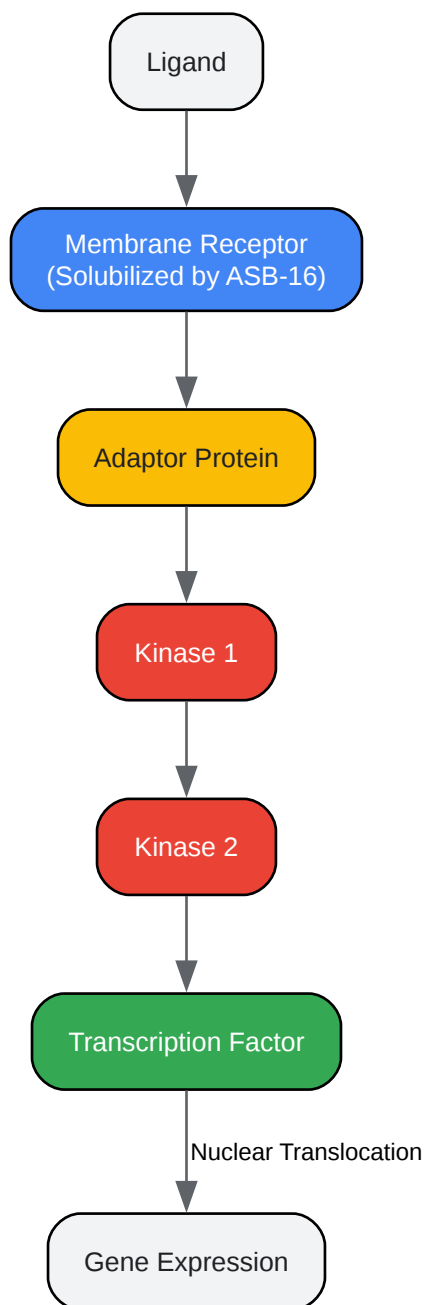 Ligand
Membrane Receptor
(Solubilized by ASB-16)
Adaptor Protein
Kinase 1
Kinase 2
Transcription Factor
Nuclear Translocation
Gene Expression